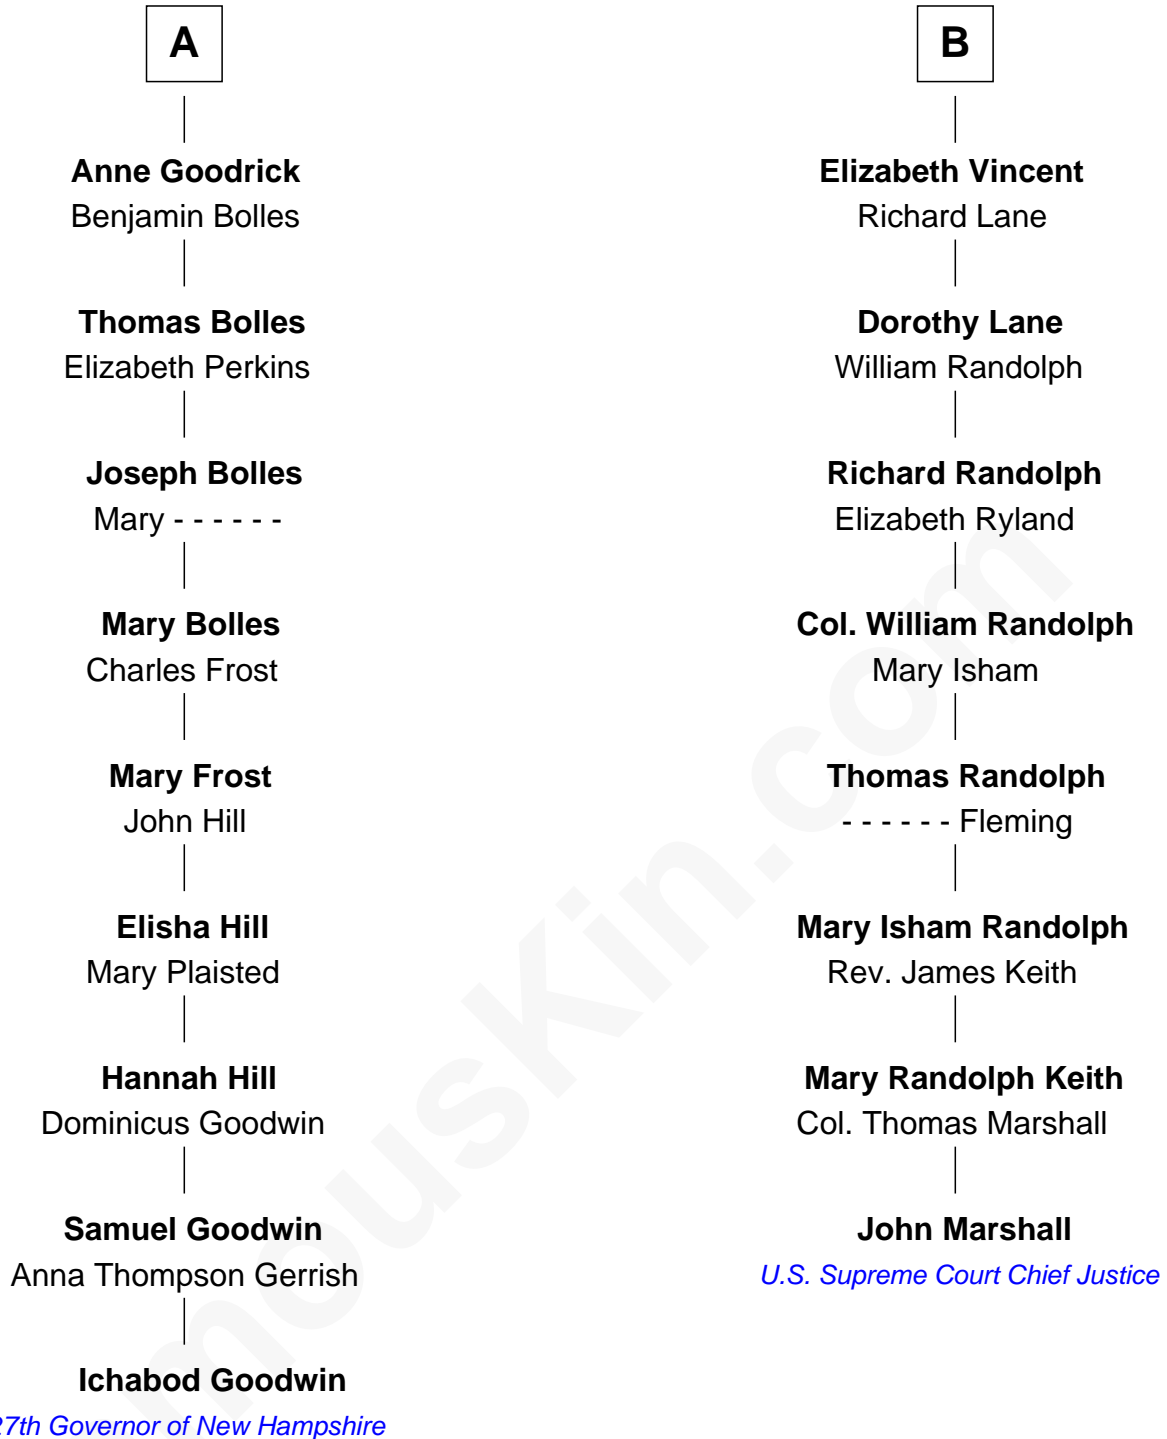 A
Anne Goodrick
Benjamin Bolles
Thomas Bolles
Elizabeth Perkins
Joseph Bolles
Mary - - - - - -
Mary Bolles
Charles Frost
Mary Frost
John Hill
Elisha Hill
Mary Plaisted
Hannah Hill
Dominicus Goodwin
Samuel Goodwin
Anna Thompson Gerrish
Ichabod Goodwin
27th Governor of New Hampshire
B
Elizabeth Vincent
Richard Lane
Dorothy Lane
William Randolph
Richard Randolph
Elizabeth Ryland
Col. William Randolph
Mary Isham
Thomas Randolph
- - - - - - Fleming
Mary Isham Randolph
Rev. James Keith
Mary Randolph Keith
Col. Thomas Marshall
John Marshall
U.S. Supreme Court Chief Justice
mousKin.com